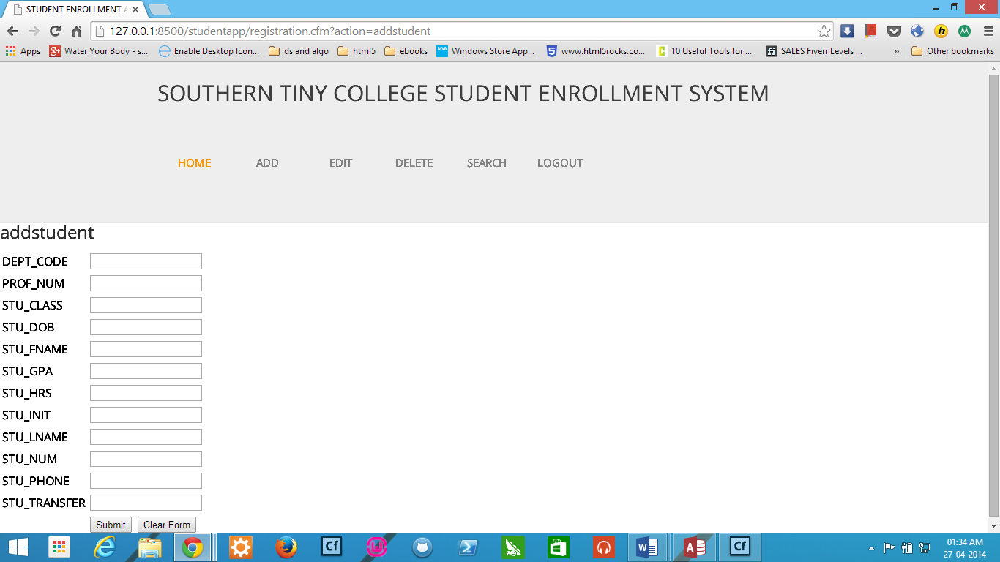 STUDENT ENROLLMENT
127.0.0.1:8500/studentapp/registration.cfm?action=addstudent
Apps Water Your Body - s... Enable Desktop Icon... ds and algo html5 ebooks Windows Store App... www.html5rocks.co... 10 Useful Tools for ... SALES Fiverr Levels ... » Other bookmarks
SOUTHERN TINY COLLEGE STUDENT ENROLLMENT SYSTEM
HOME ADD EDIT DELETE SEARCH LOGOUT
addstudent
DEPT_CODE
PROF_NUM
STU_CLASS
STU_DOB
STU_FNAME
STU_GPA
STU_HRS
STU_INIT
STU_LNAME
STU_NUM
STU_PHONE
STU_TRANSFER
Submit Clear Form
01:34 AM
27-04-2014